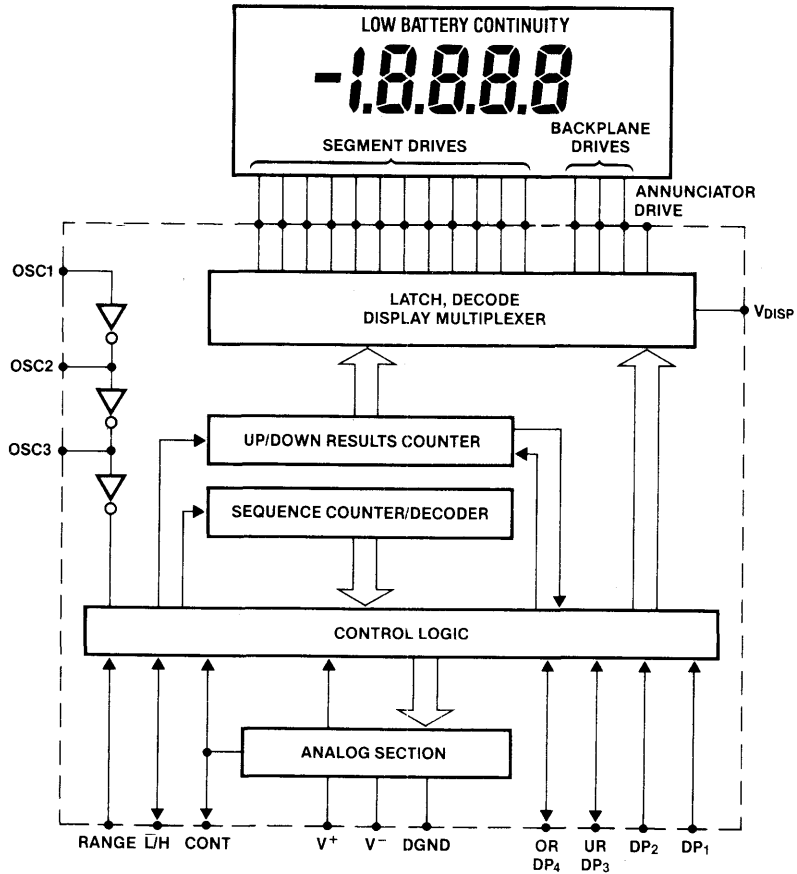 LOW BATTERY CONTINUITY
-1.8.8.8.8
SEGMENT DRIVES
BACKPLANE
DRIVES
ANNUNCIATOR
DRIVE
OSC1
LATCH, DECODE
DISPLAY MULTIPLEXER
VDISP
OSC2
UP/DOWN RESULTS COUNTER
OSC3
SEQUENCE COUNTER/DECODER
CONTROL LOGIC
ANALOG SECTION
RANGE L̅/H CONT V+ V− DGND OR UR DP2 DP1
DP4 DP3